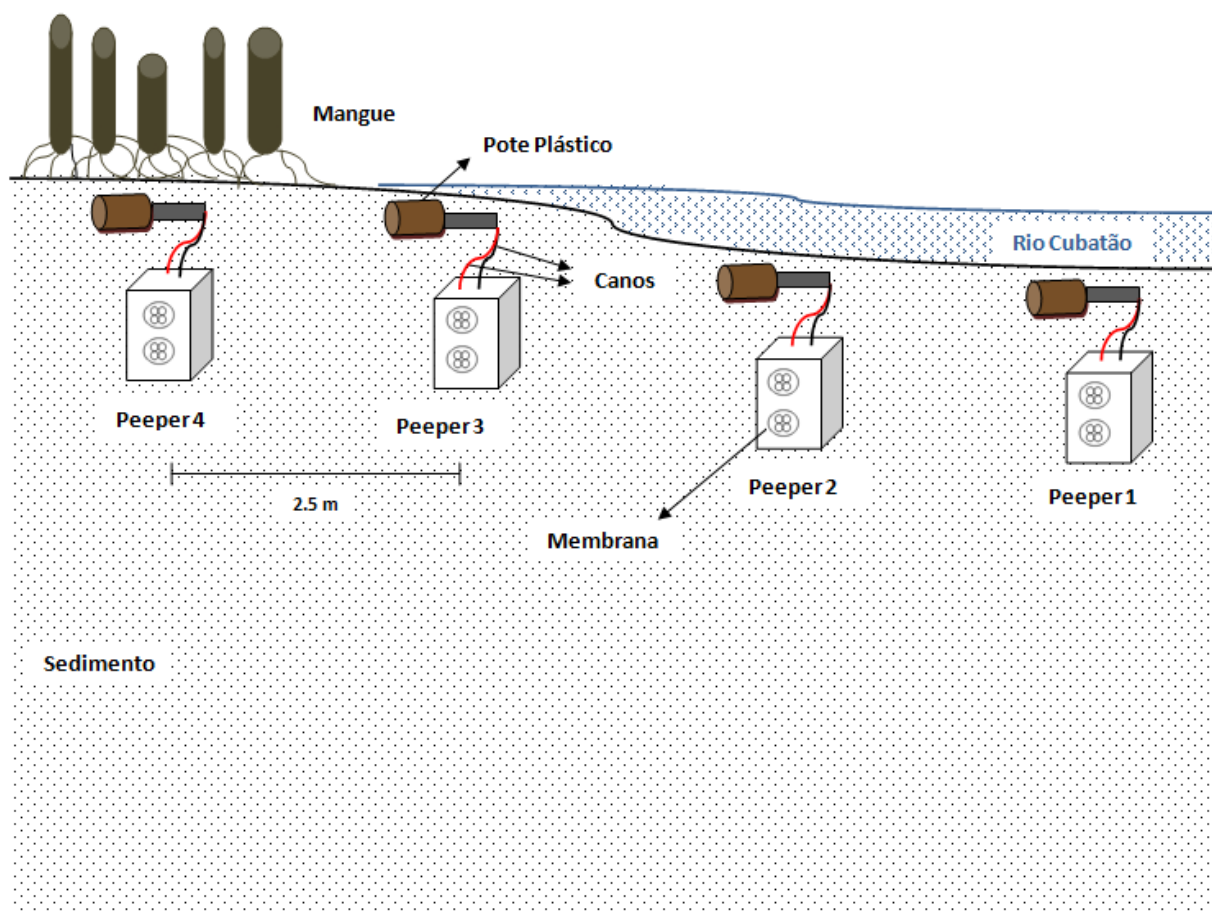 Mangue
Pote Plástico
Rio Cubatão
Canos
Peeper 4
Peeper 3
Peeper 2
Peeper 1
2.5 m
Membrana
Sedimento